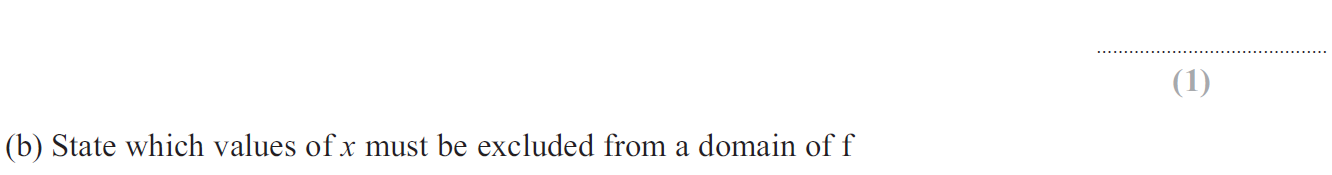 (1)
(b) State which values of x must be excluded from a domain of f